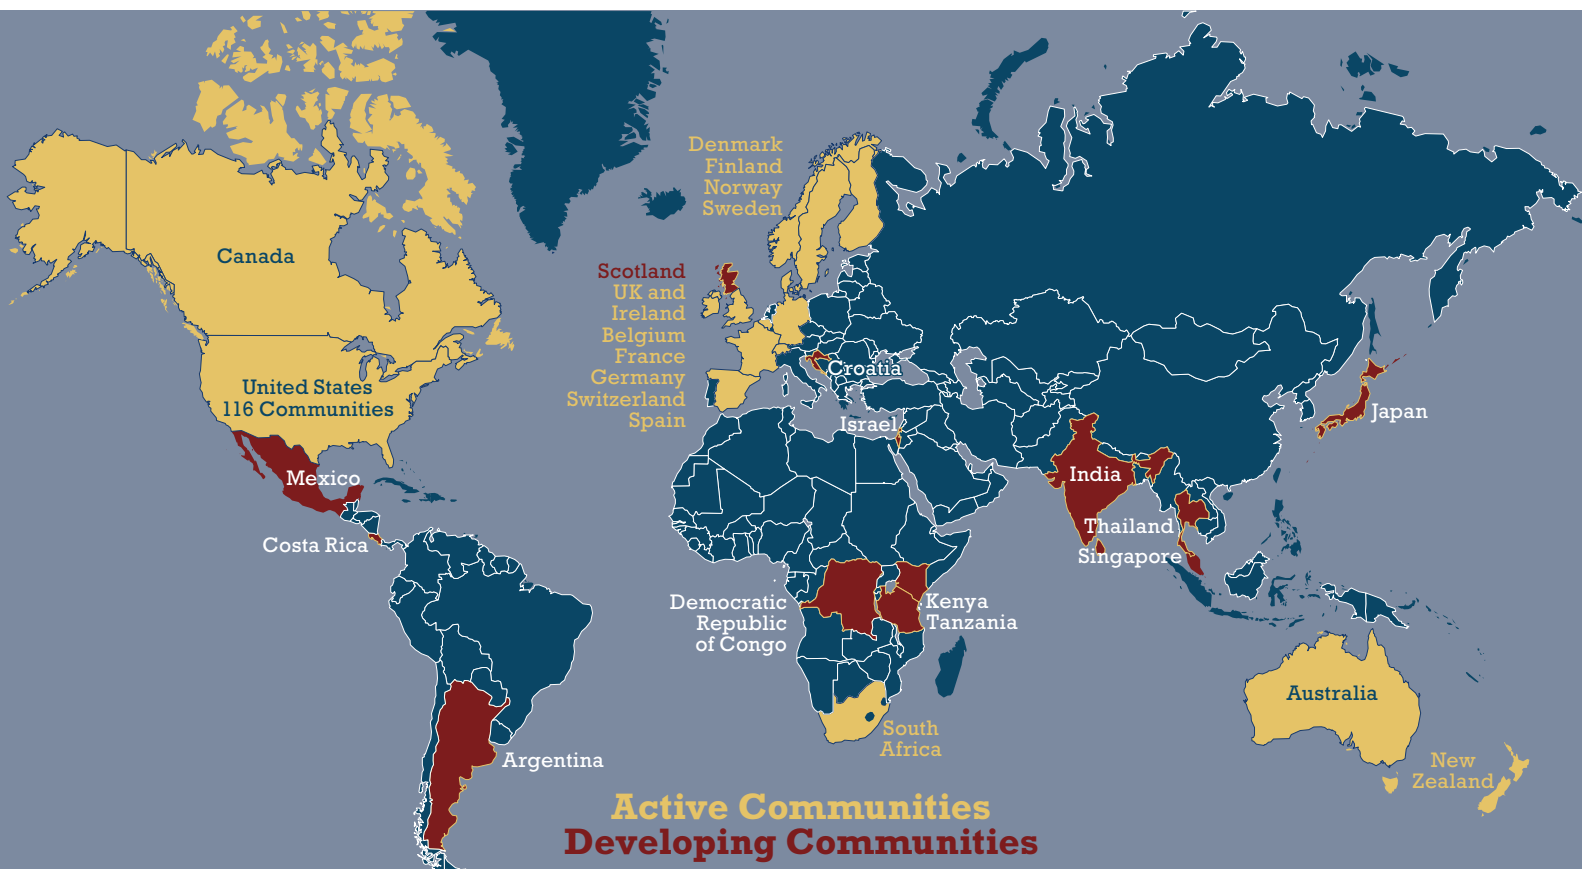 Denmark
Finland
Norway
Sweden
Canada
Scotland
UK and
Ireland
Belgium
France
Germany
Switzerland
Spain
Croatia
United States
116 Communities
Israel
Japan
Mexico
India
Thailand
Singapore
Costa Rica
Democratic
Republic
of Congo
Kenya
Tanzania
Australia
South
Africa
Argentina
New
Zealand
Active Communities
Developing Communities